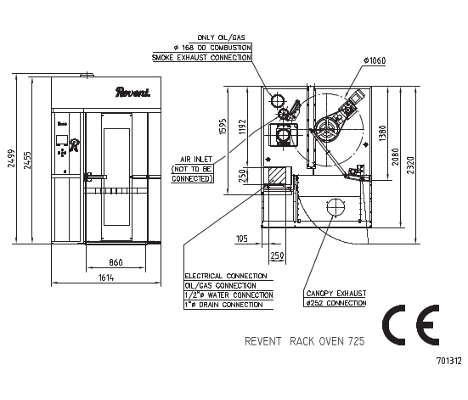 ONLY OIL/GAS
ø 168 OD COMBUSTION
SMOKE EXHAUST CONNECTION
ø1060
Revent.
2499
2455
1595
1192
1380
2080
2320
AIR INLET
(NOT TO BE
CONNECTED)
250
195
250
860
1614
ELECTRICAL CONNECTION
OIL/GAS CONNECTION
1/2"ø WATER CONNECTION
1"ø DRAIN CONNECTION
CANOPY EXHAUST
ø252 CONNECTION
REVENT RACK OVEN 725
CE
701312